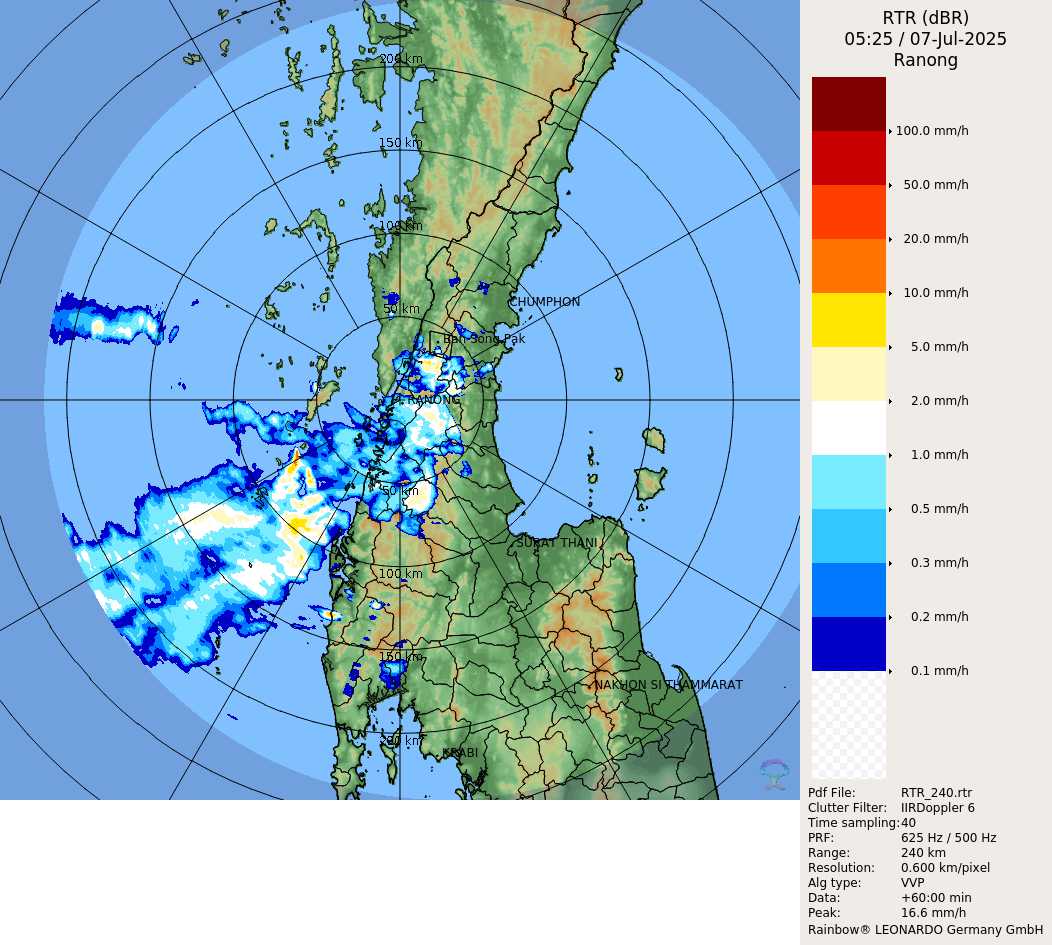 200 km
150 km
100 km
50 km
CHUMPHON
Ban Song Pak
RANONG
50 km
SURAT THANI
100 km
150 km
NAKHON SI THAMMARAT
200 km
KRABI
RTR (dBR)
05:25 / 07-Jul-2025
Ranong
100.0 mm/h
50.0 mm/h
20.0 mm/h
10.0 mm/h
5.0 mm/h
2.0 mm/h
1.0 mm/h
0.5 mm/h
0.3 mm/h
0.2 mm/h
0.1 mm/h
Pdf File: RTR_240.rtr
Clutter Filter: IIRDoppler 6
Time sampling:40
PRF: 625 Hz / 500 Hz
Range: 240 km
Resolution: 0.600 km/pixel
Alg type: VVP
Data: +60:00 min
Peak: 16.6 mm/h
Rainbow® LEONARDO Germany GmbH